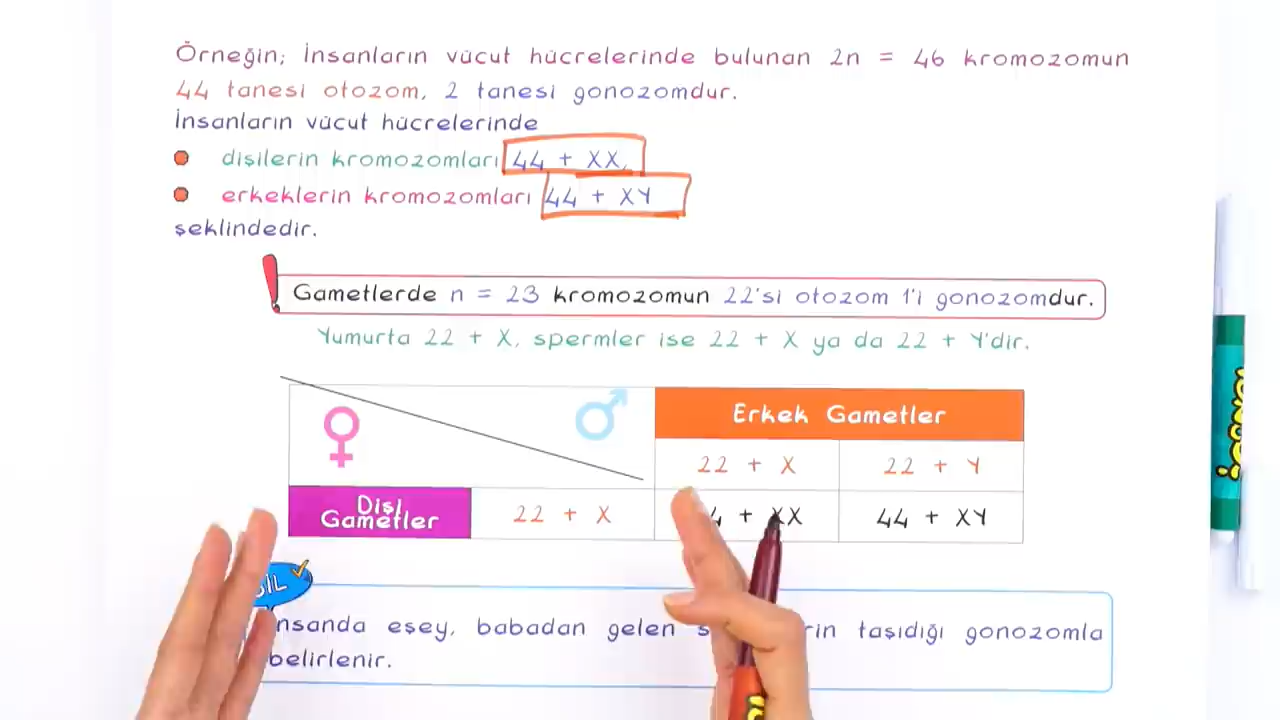 Örneğin; İnsanların vücut hücrelerinde bulunan 2n = 46 kromozomun
44 tanesi otozom, 2 tanesi gonozomdur.
İnsanların vücut hücrelerinde
dişilerin kromozomları 44 + XX,
erkeklerin kromozomları 44 + XY
şeklindedir.
Gametlerde n = 23 kromozomun 22'si otozom 1'i gonozomdur.
Yumurta 22 + X, spermler ise 22 + X ya da 22 + Y'dir.
Erkek Gametler
22 + X 22 + Y
Dişi
Gametler
22 + X
4 + XX 44 + XY
eşey, babadan gelen taşıdığı gonozomla
belirlenir.